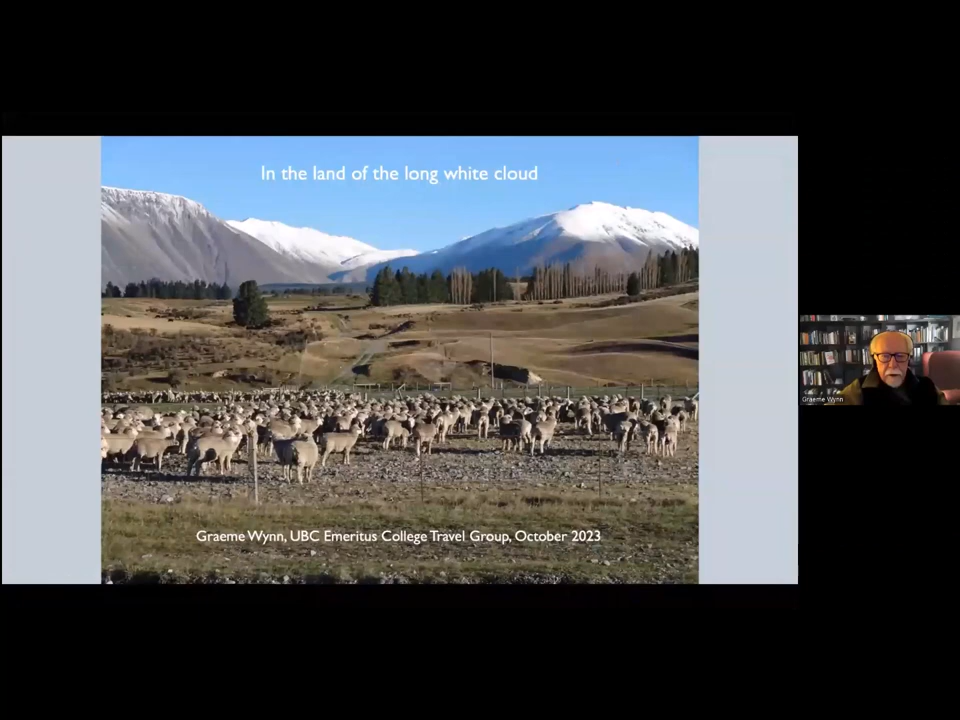 In the land of the long white cloud
Graeme Wynn, UBC Emeritus College Travel Group, October 2023
Graeme Wynn